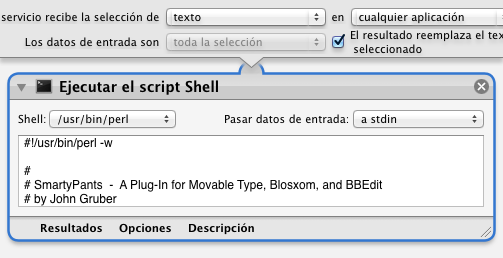 servicio recibe la selección de texto en cualquier aplicación
Los datos de entrada son toda la selección El resultado reemplaza el
seleccionado
Ejecutar el script Shell
Shell: /usr/bin/perl Pasar datos de entrada: a stdin
#!/usr/bin/perl -w
#
# SmartyPants - A Plug-In for Movable Type, Blosxom, and BBEdit
# by John Gruber
Resultados Opciones Descripción